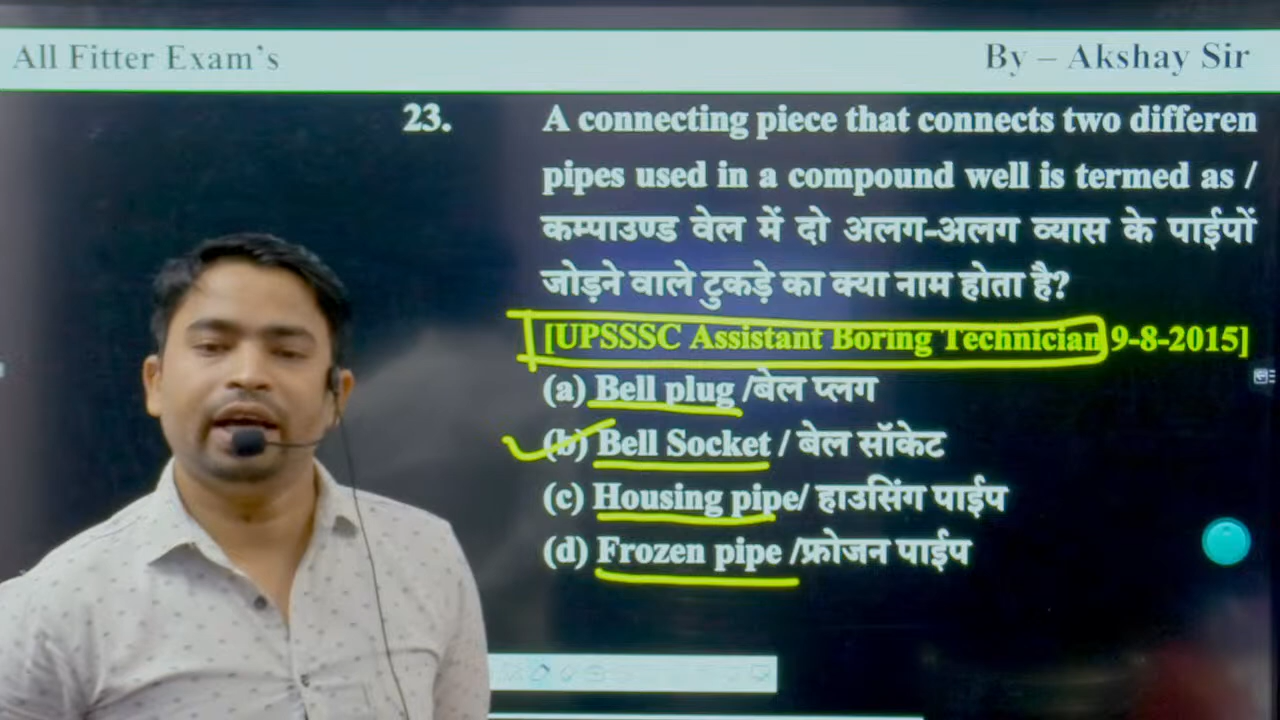 All Fitter Exam's
By – Akshay Sir
23.
A connecting piece that connects two differen
pipes used in a compound well is termed as /
कम्पाउण्ड वेल में दो अलग-अलग व्यास के पाईपों
जोड़ने वाले टुकड़े का क्या नाम होता है?
[UPSSSC Assistant Boring Technician 9-8-2015]
(a) Bell plug /बेल प्लग
(b) Bell Socket / बेल सॉकेट
(c) Housing pipe/ हाउसिंग पाईप
(d) Frozen pipe /फ्रोजन पाईप